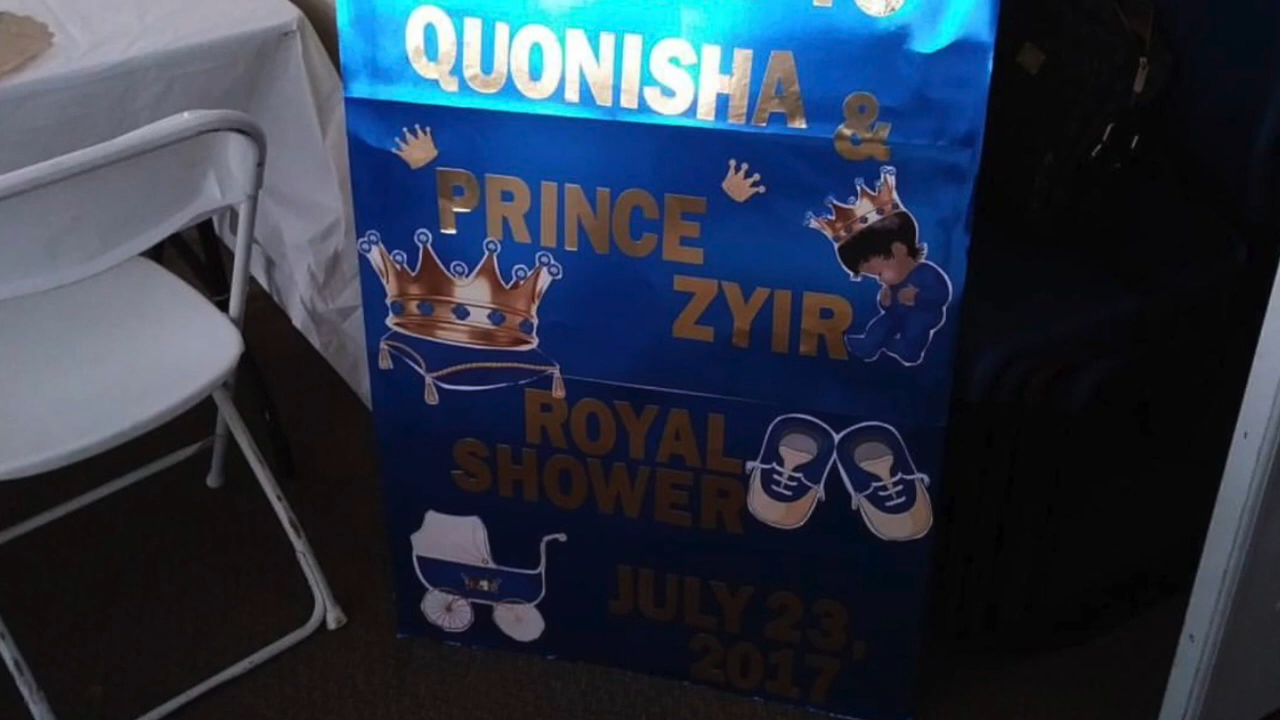 QUONISHA
&
PRINCE
ZYIR
ROYAL
SHOWER
JULY 23,
2017